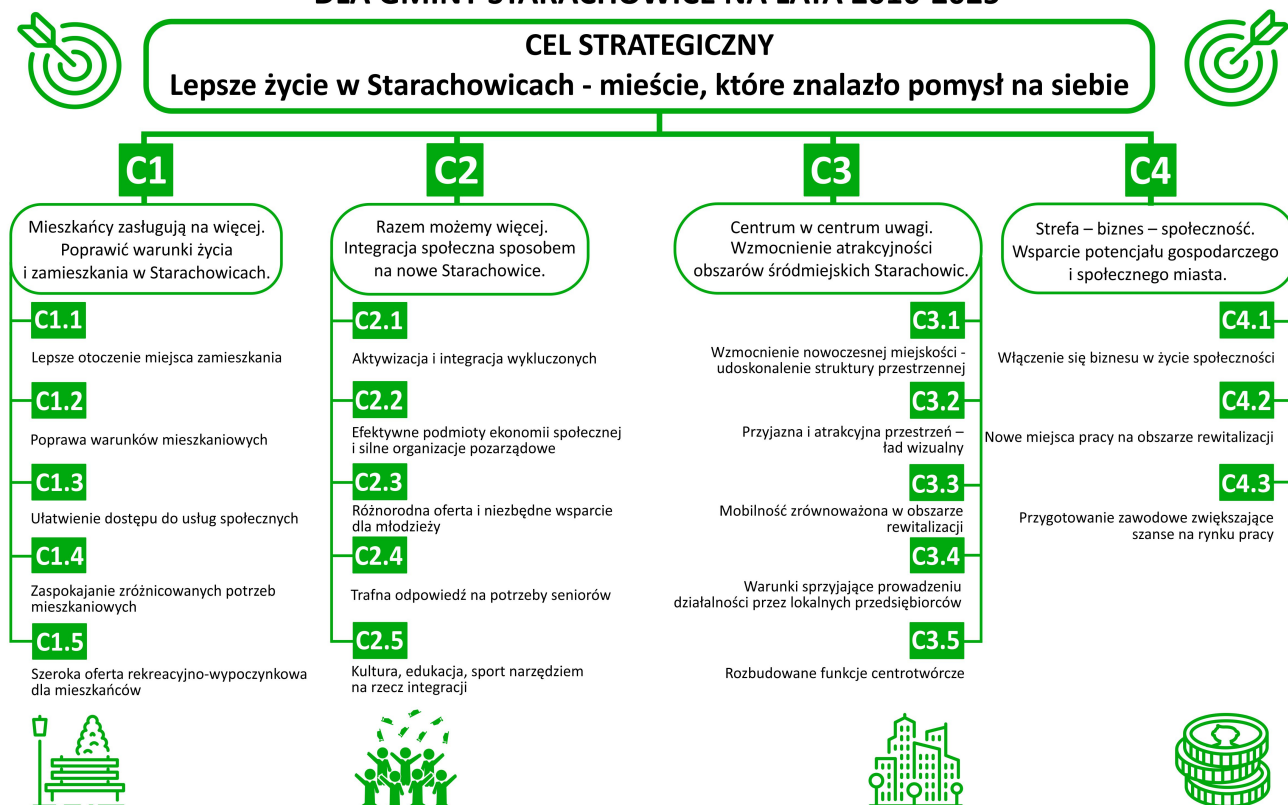 DLA GMINY STARACHOWICE NA LATA 2016-2025
CEL STRATEGICZNY
Lepsze życie w Starachowicach - mieście, które znalazło pomysł na siebie
C1
Mieszkańcy zasługują na więcej.
Poprawić warunki życia
i zamieszkania w Starachowicach.
C1.1
Lepsze otoczenie miejsca zamieszkania
C1.2
Poprawa warunków mieszkaniowych
C1.3
Ułatwienie dostępu do usług społecznych
C1.4
Zaspokajanie zróżnicowanych potrzeb
mieszkaniowych
C1.5
Szeroka oferta rekreacyjno-wypoczynkowa
dla mieszkańców
C2
Razem możemy więcej.
Integracja społeczna sposobem
na nowe Starachowice.
C2.1
Aktywizacja i integracja wykluczonych
C2.2
Efektywne podmioty ekonomii społecznej
i silne organizacje pozarządowe
C2.3
Różnorodna oferta i niezbędne wsparcie
dla młodzieży
C2.4
Trafna odpowiedź na potrzeby seniorów
C2.5
Kultura, edukacja, sport narzędziem
na rzecz integracji
C3
Centrum w centrum uwagi.
Wzmocnienie atrakcyjności
obszarów śródmiejskich Starachowic.
C3.1
Wzmocnienie nowoczesnej miejskości -
udoskonalenie struktury przestrzennej
C3.2
Przyjazna i atrakcyjna przestrzeń –
ład wizualny
C3.3
Mobilność zrównoważona w obszarze
rewitalizacji
C3.4
Warunki sprzyjające prowadzeniu
działalności przez lokalnych przedsiębiorców
C3.5
Rozbudowane funkcje centrotwórcze
C4
Strefa – biznes – społeczność.
Wsparcie potencjału gospodarczego
i społecznego miasta.
C4.1
Włączenie się biznesu w życie społeczności
C4.2
Nowe miejsca pracy na obszarze rewitalizacji
C4.3
Przygotowanie zawodowe zwiększające
szanse na rynku pracy